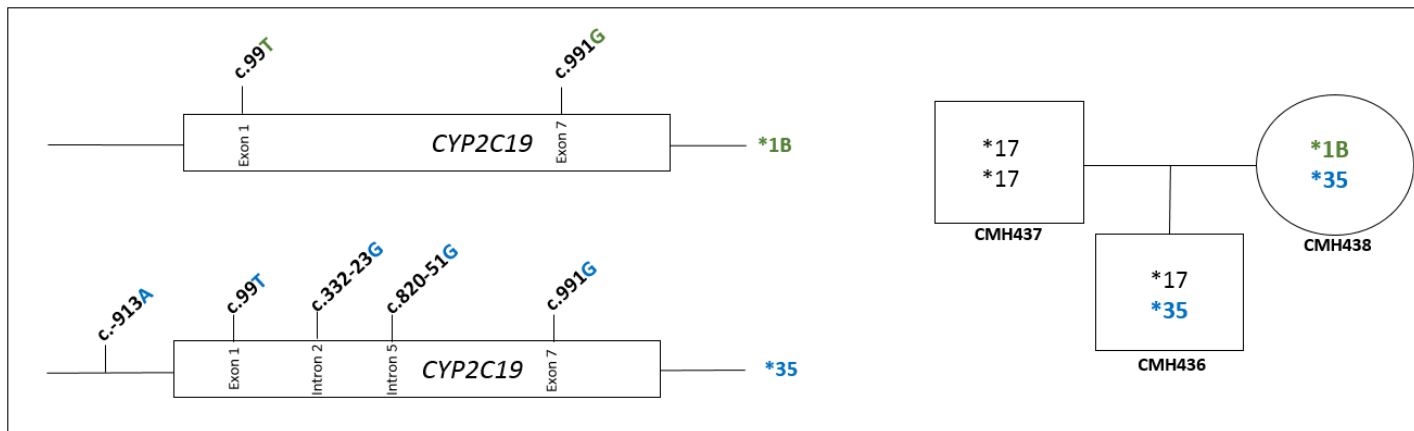 c.99T
c.991G
Exon 1
CYP2C19
Exon 7
*1B
c.-913A
c.99T
c.332-23G
c.820-51G
c.991G
Exon 1
Intron 2
Intron 5
CYP2C19
Exon 7
*35
*17
*17
CMH437
*1B
*35
CMH438
*17
*35
CMH436